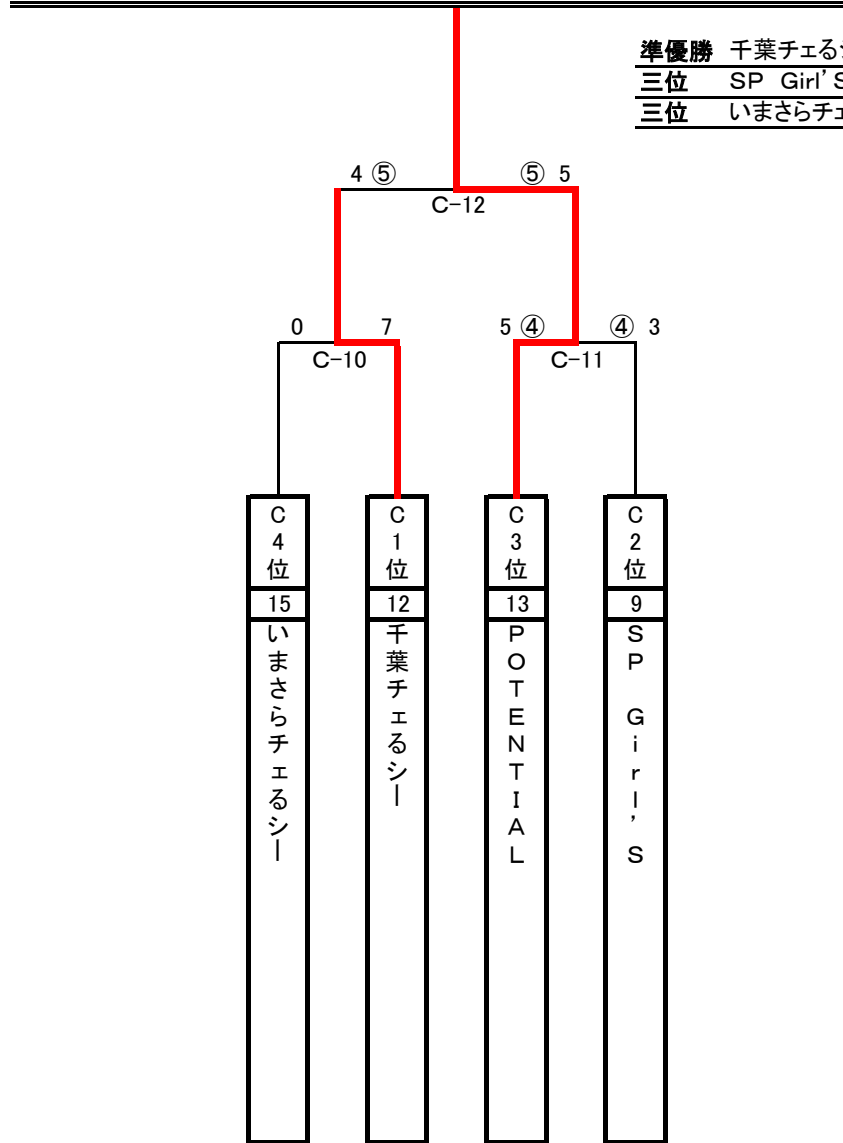 準優勝 千葉チェる
三位 SP Girl'S
三位 いまさらチェ
4 ⑤ ⑤ 5
C-12
0 7 5 ④ ④ 3
C-10 C-11
C4位
15
いまさらチェるシー
C1位
12
千葉チェるシー
C3位
13
POTENTIAL
C2位
9
SP Girl'S